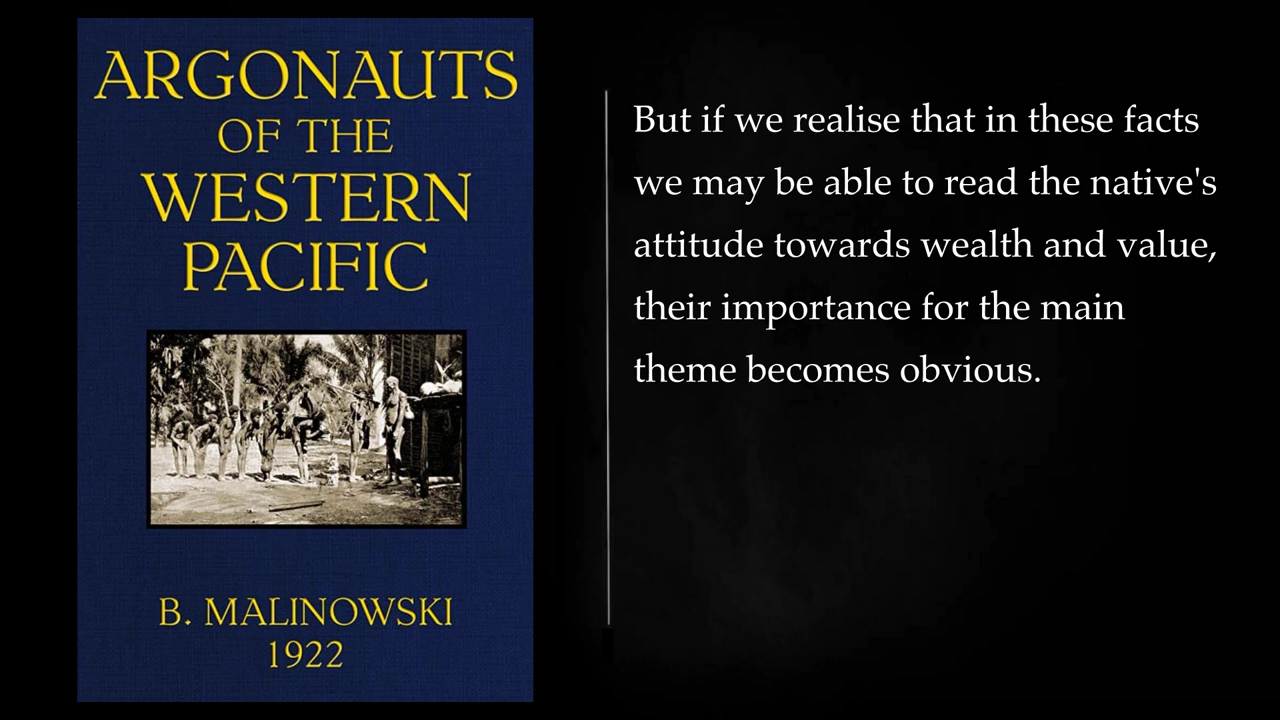 ARGONAUTS
OF THE
WESTERN
PACIFIC
B. MALINOWSKI
1922
But if we realise that in these facts
we may be able to read the native's
attitude towards wealth and value,
their importance for the main
theme becomes obvious.